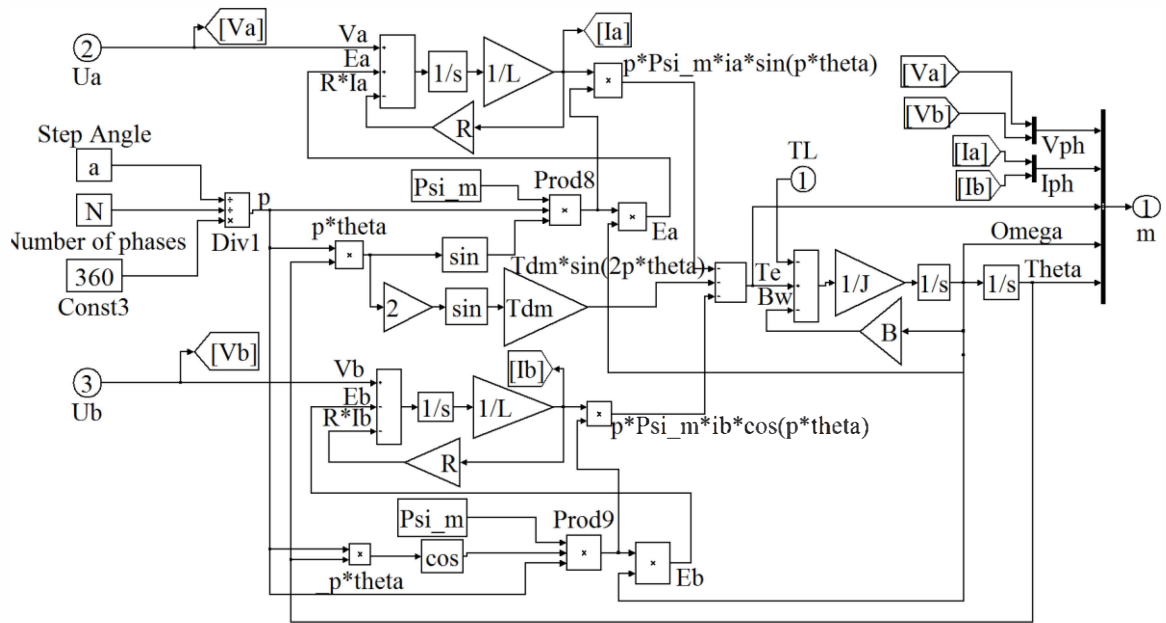 [Va]
[Ia]
2
Ua
Va
Ea
R*Ia
1/s
1/L
R
p*Psi_m*ia*sin(p*theta)
[Va]
[Vb]
[Ia]
[Ib]
Vph
Iph
Step Angle
a
N
Number of phases
360
Const3
p
Div1
Psi_m
Prod8
Ea
p*theta
sin
2
sin
Tdm*sin(2p*theta)
Tdm
TL
1
Te
Bw
1/J
1/s
1/s
B
Omega
Theta
1
m
[Vb]
3
Ub
Vb
Eb
R*Ib
1/s
1/L
R
[Ib]
p*Psi_m*ib*cos(p*theta)
Psi_m
Prod9
cos
_p*theta
Eb